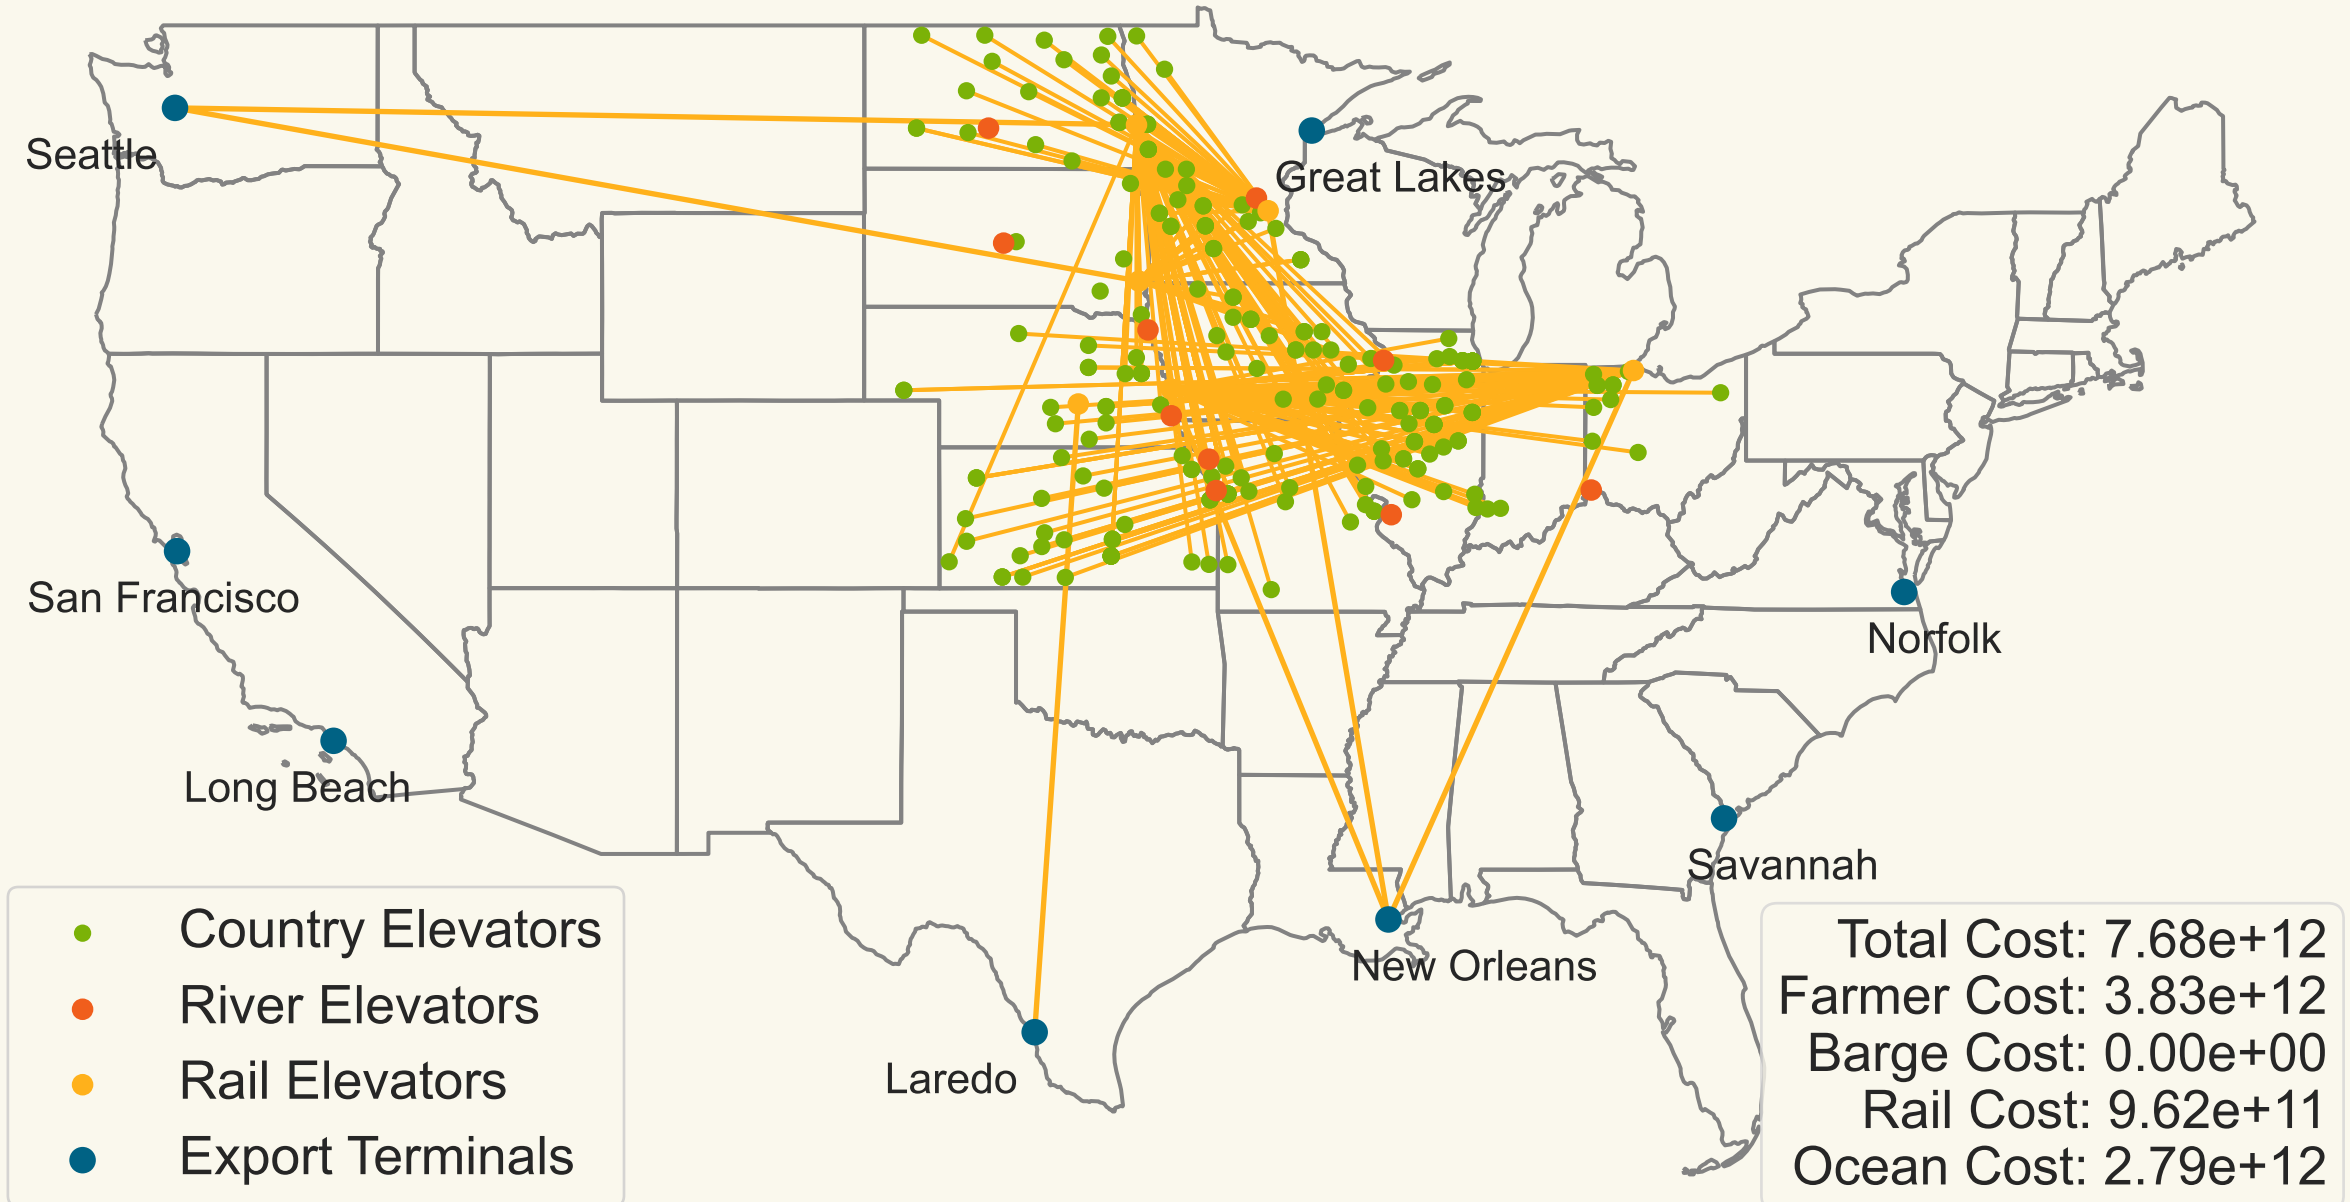 Seattle
Great Lakes
San Francisco
Norfolk
Long Beach
Savannah
New Orleans
Laredo
Country Elevators
River Elevators
Rail Elevators
Export Terminals
Total Cost: 7.68e+12
Farmer Cost: 3.83e+12
Barge Cost: 0.00e+00
Rail Cost: 9.62e+11
Ocean Cost: 2.79e+12